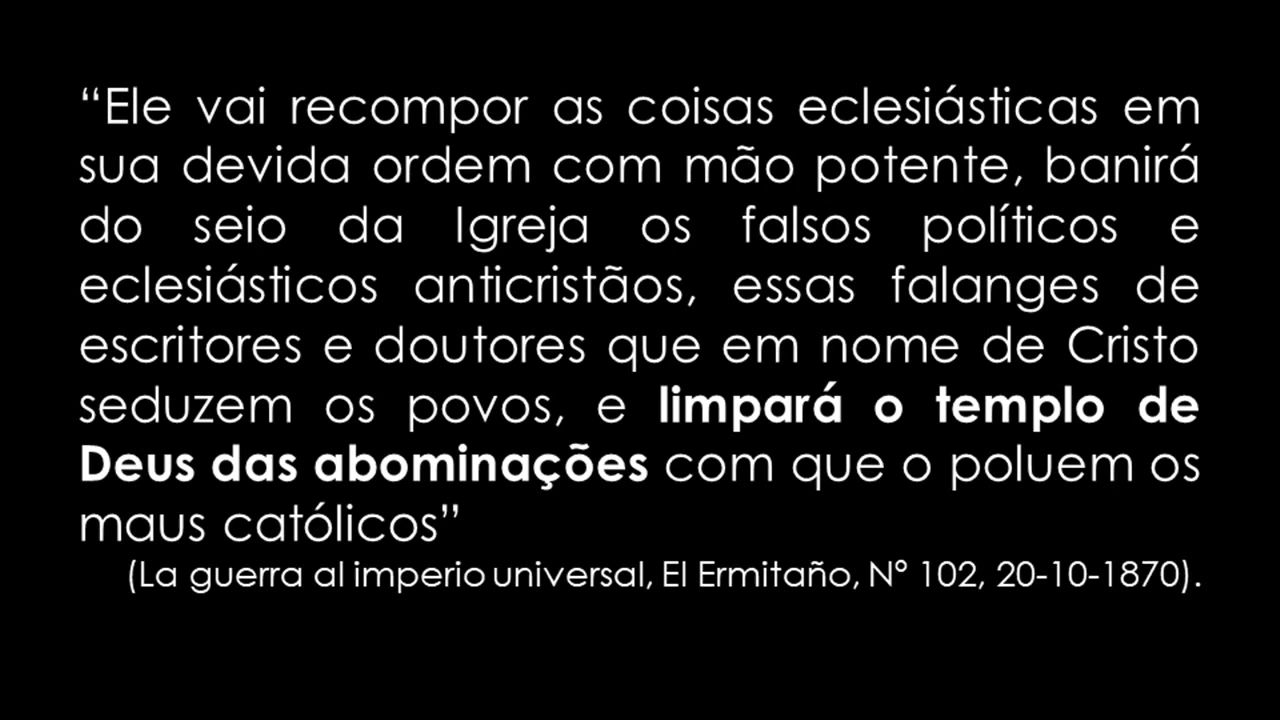 “Ele vai recompor as coisas eclesiásticas em
sua devida ordem com mão potente, banirá
do seio da Igreja os falsos políticos e
eclesiásticos anticristãos, essas falanges de
escritores e doutores que em nome de Cristo
seduzem os povos, e limpará o templo de
Deus das abominações com que o poluem os
maus católicos”
(La guerra al imperio universal, El Ermitaño, Nº 102, 20-10-1870).